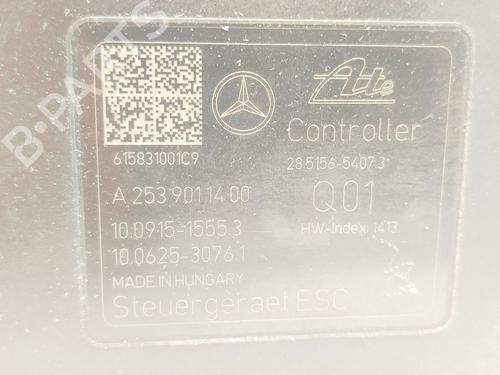 B-PARTS
Ate
Controller
615831001C9
28.5156-5407.3
A 253 901 14 00
Q01
10.0915-1555.3
HW-Index 1413
10.0625-3076.1
MADE IN HUNGARY
Steuergeraet ESC